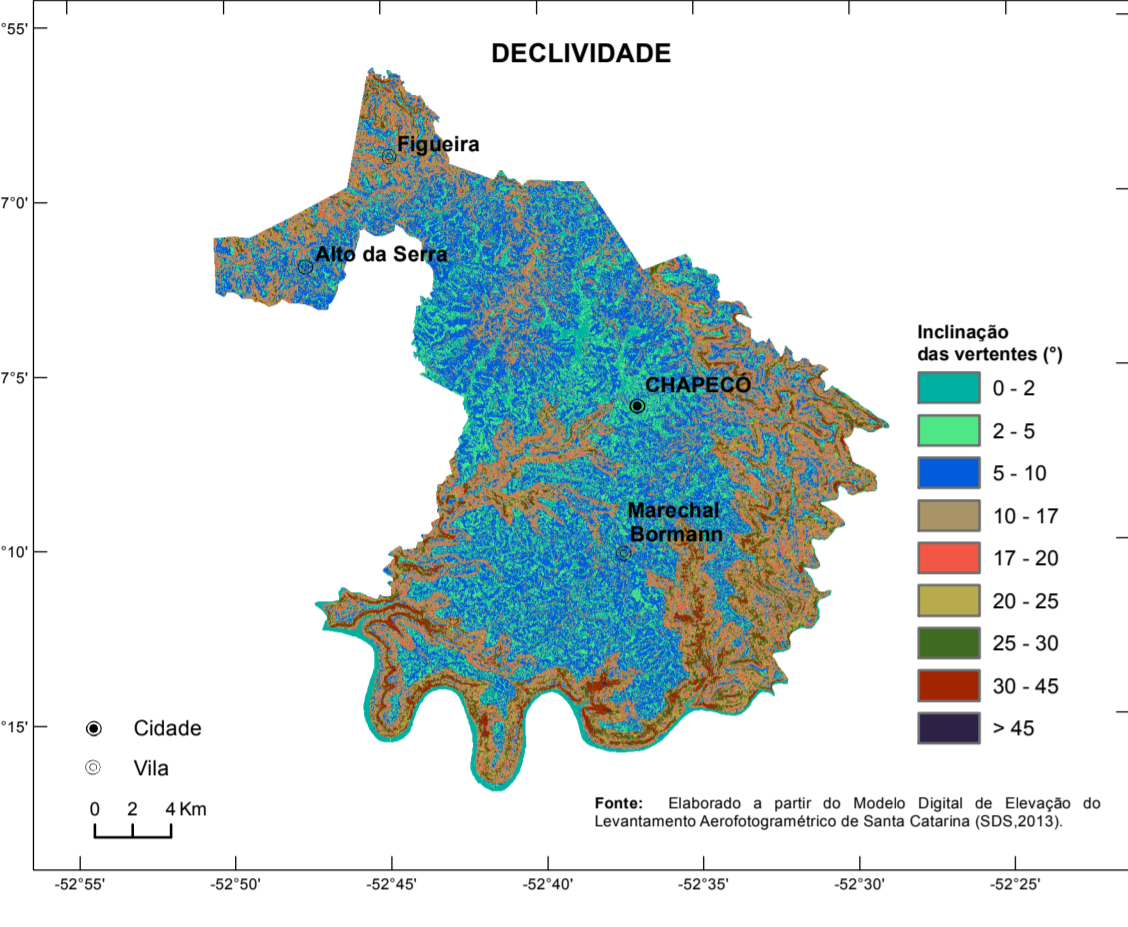 DECLIVIDADE
°55'
Figueira
7°0'
Alto da Serra
Inclinação
das vertentes (°)
7°5'
CHAPECÓ
0 - 2
2 - 5
5 - 10
10 - 17
17 - 20
20 - 25
25 - 30
30 - 45
> 45
Marechal
Bormann
°10'
°15'
Cidade
Vila
0 2 4 Km
Fonte: Elaborado a partir do Modelo Digital de Elevação do
Levantamento Aerofotogramétrico de Santa Catarina (SDS,2013).
-52°55' -52°50' -52°45' -52°40' -52°35' -52°30' -52°25'